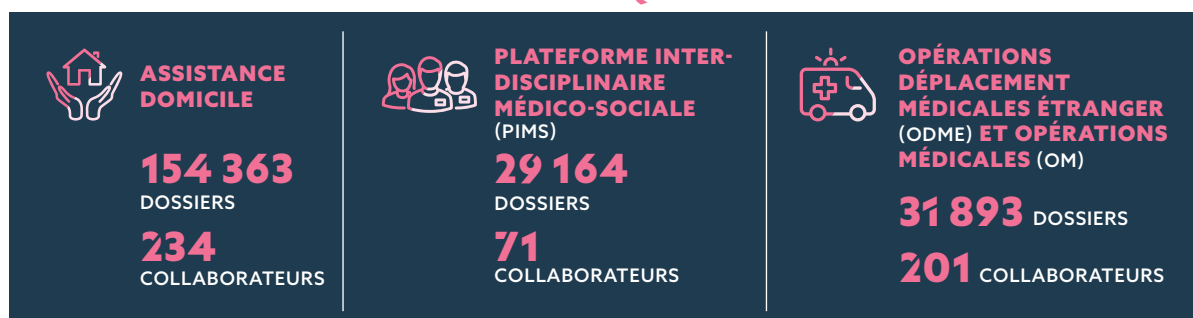 ASSISTANCE
DOMICILE
154 363
DOSSIERS
234
COLLABORATEURS
PLATEFORME INTER-
DISCIPLINAIRE
MÉDICO-SOCIALE
(PIMS)
29 164
DOSSIERS
71
COLLABORATEURS
OPÉRATIONS
DÉPLACEMENT
MÉDICALES ÉTRANGER
(ODME) ET OPÉRATIONS
MÉDICALES (OM)
31 893 DOSSIERS
201 COLLABORATEURS